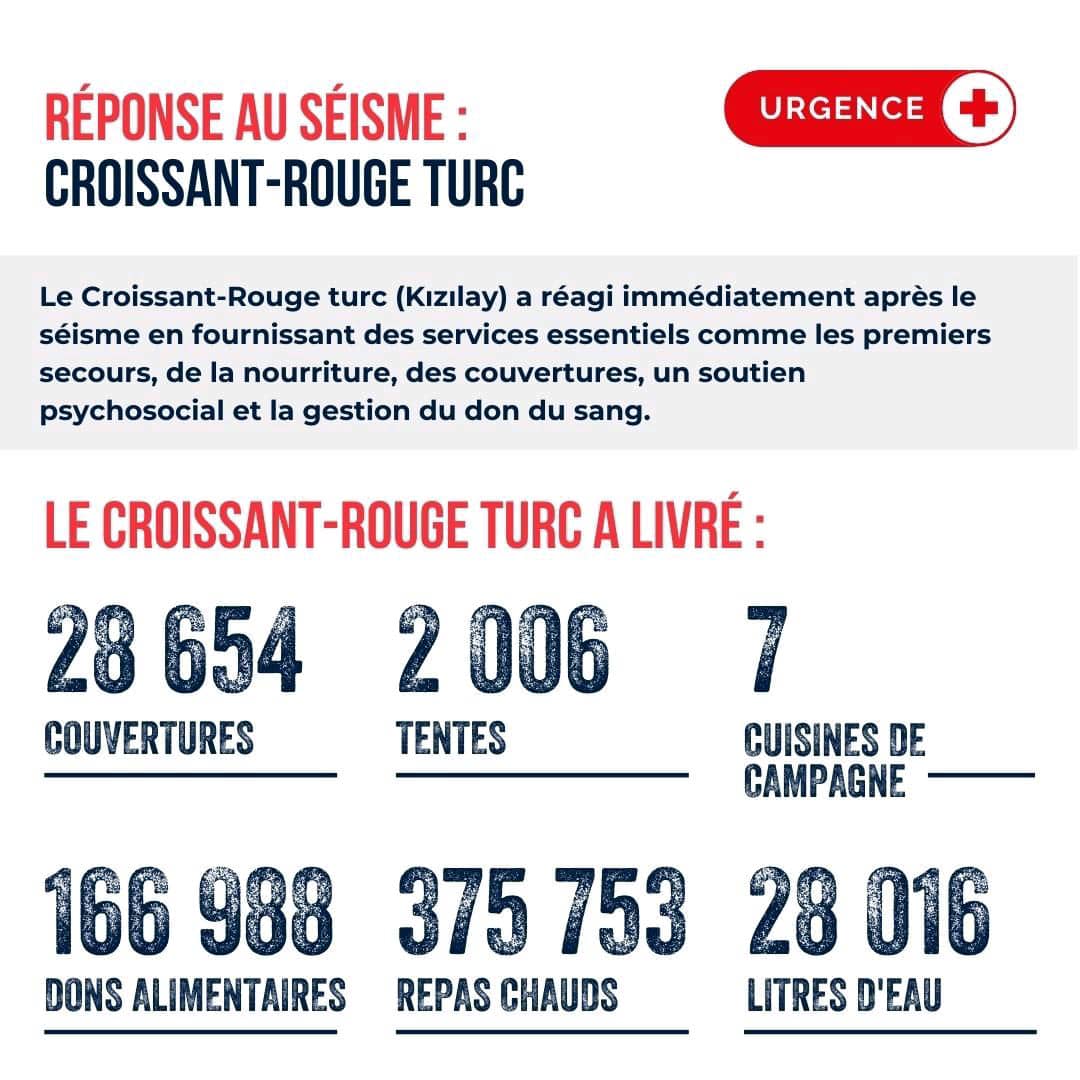 RÉPONSE AU SÉISME :
CROISSANT-ROUGE TURC
URGENCE
Le Croissant-Rouge turc (Kızılay) a réagi immédiatement après le
séisme en fournissant des services essentiels comme les premiers
secours, de la nourriture, des couvertures, un soutien
psychosocial et la gestion du don du sang.
LE CROISSANT-ROUGE TURC A LIVRÉ :
28 654
COUVERTURES
2 006
TENTES
7
CUISINES DE
CAMPAGNE
166 988
DONS ALIMENTAIRES
375 753
REPAS CHAUDS
28 016
LITRES D'EAU